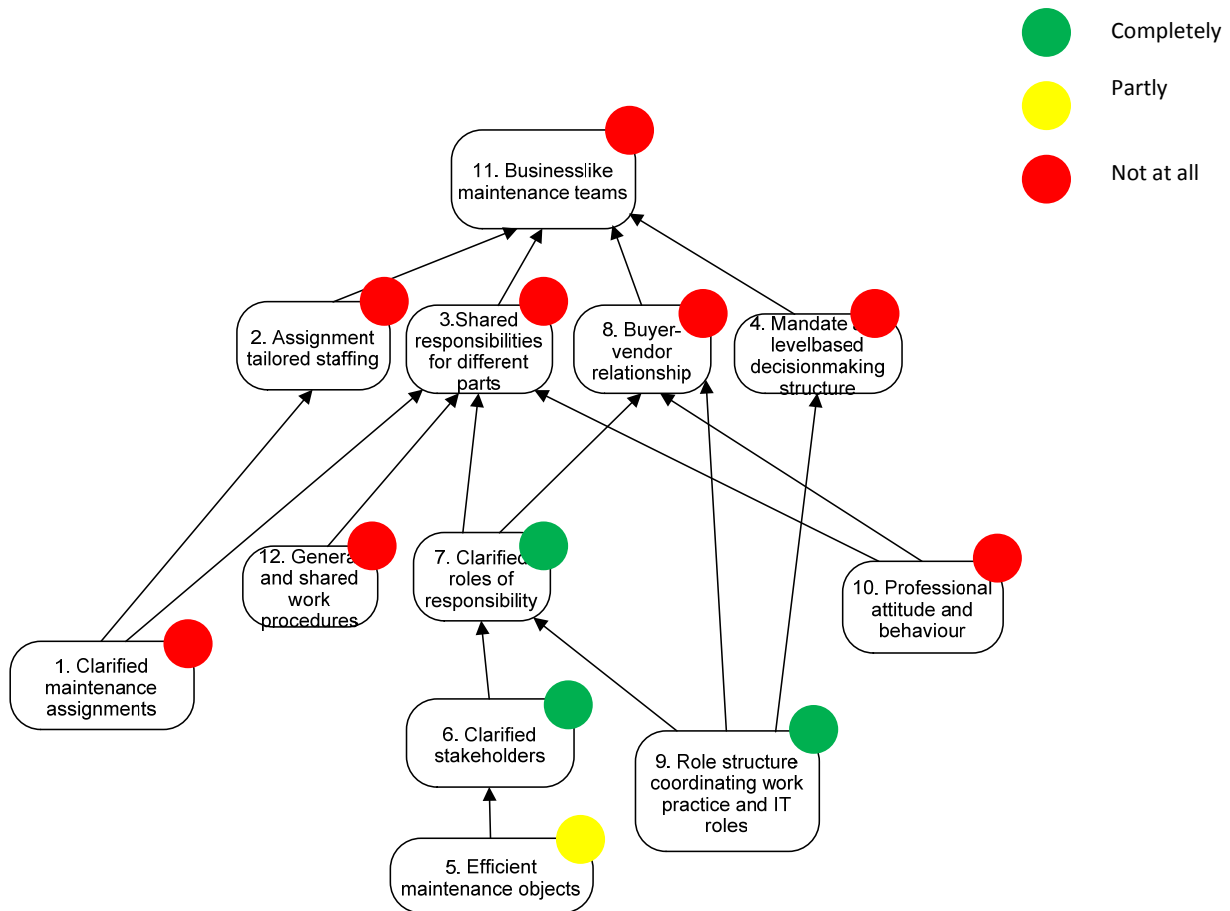 Completely
Partly
Not at all
11. Businesslike
maintenance teams
2. Assignment
tailored staffing
3.Shared
responsibilities
for different
parts
8. Buyer-
vendor
relationship
4. Mandate
levelbased
decisionmaking
structure
12. Genera
and shared
work
procedures
7. Clarified
roles of
responsibility
10. Professional
attitude and
behaviour
1. Clarified
maintenance
assignments
6. Clarified
stakeholders
9. Role structure
coordinating work
practice and IT
roles
5. Efficient
maintenance objects